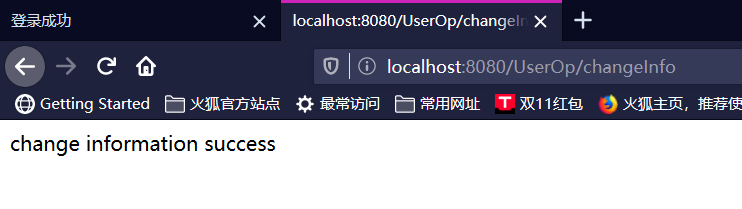 登录成功
localhost:8080/UserOp/changeIn
localhost:8080/UserOp/changeInfo
Getting Started 火狐官方站点 最常访问 常用网址 双11红包 火狐主页，推荐使
change information success